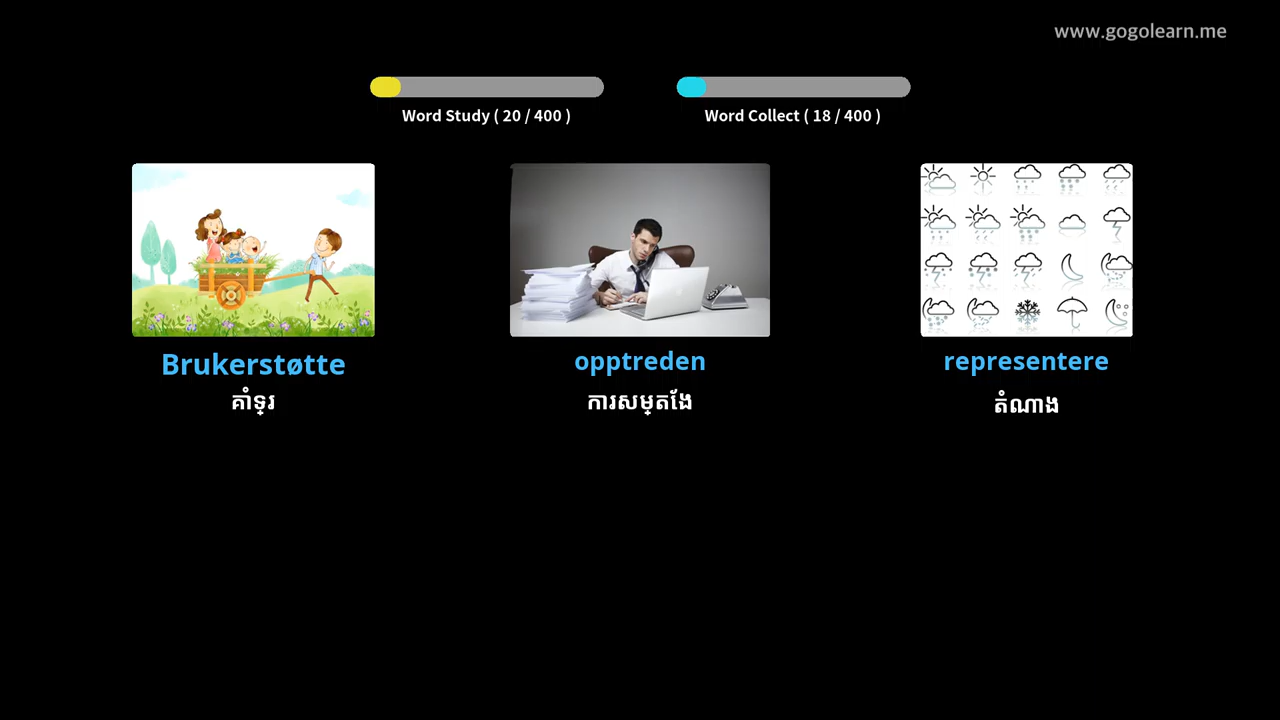 www.gogolearn.me
Word Study ( 20 / 400 )
Word Collect ( 18 / 400 )
Brukerstøtte
opptreden
representere
គាំទ្រ
ការសម្តែង
តំណាង